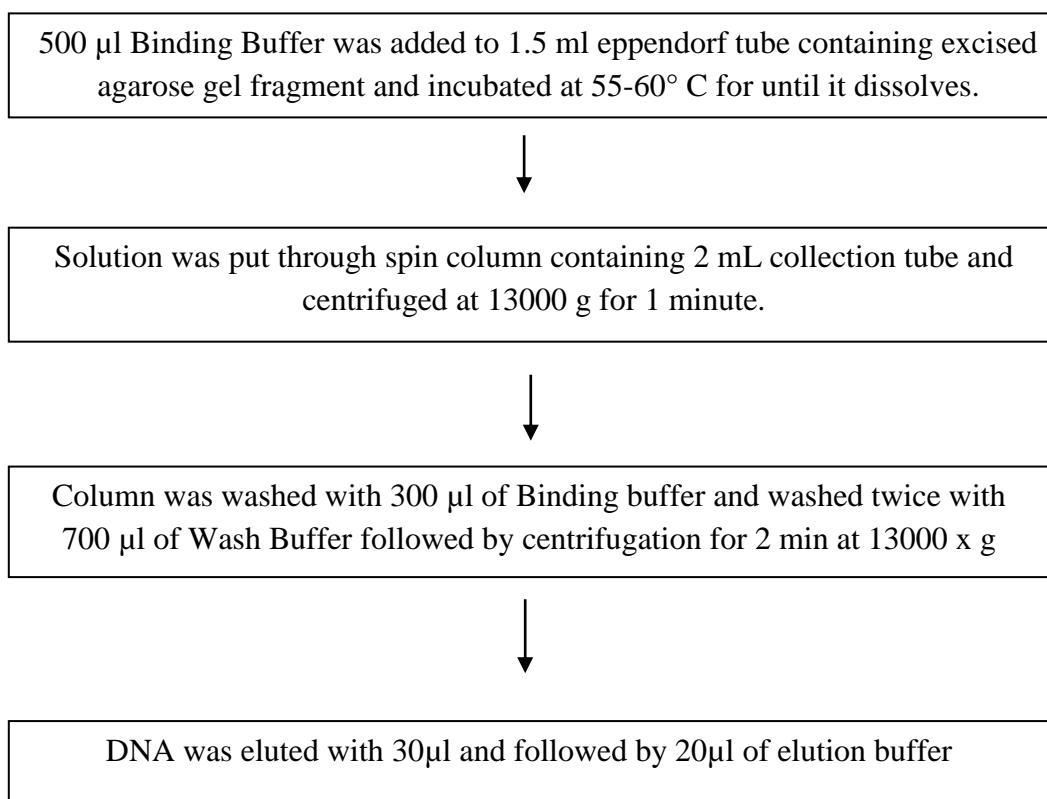 500 μl Binding Buffer was added to 1.5 ml eppendorf tube containing excised
agarose gel fragment and incubated at 55-60° C for until it dissolves.
Solution was put through spin column containing 2 mL collection tube and
centrifuged at 13000 g for 1 minute.
Column was washed with 300 μl of Binding buffer and washed twice with
700 μl of Wash Buffer followed by centrifugation for 2 min at 13000 x g
DNA was eluted with 30μl and followed by 20μl of elution buffer